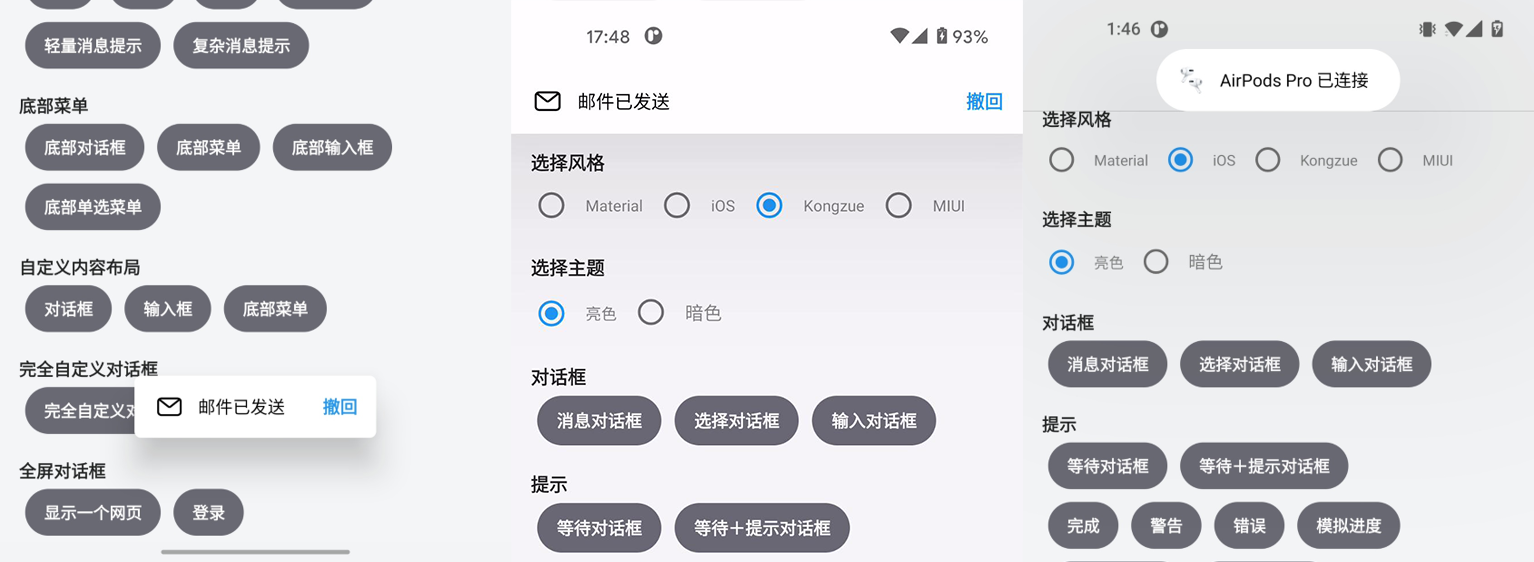 轻量消息提示 复杂消息提示
底部菜单
底部对话框 底部菜单 底部输入框
底部单选菜单
自定义内容布局
对话框 输入框 底部菜单
完全自定义对话框
完全自定义对
邮件已发送 撤回
全屏对话框
显示一个网页 登录
17:48 93%
邮件已发送 撤回
选择风格
Material iOS Kongzue MIUI
选择主题
亮色 暗色
对话框
消息对话框 选择对话框 输入对话框
提示
等待对话框 等待+提示对话框
1:46
AirPods Pro 已连接
选择风格
Material iOS Kongzue MIUI
选择主题
亮色 暗色
对话框
消息对话框 选择对话框 输入对话框
提示
等待对话框 等待+提示对话框
完成 警告 错误 模拟进度